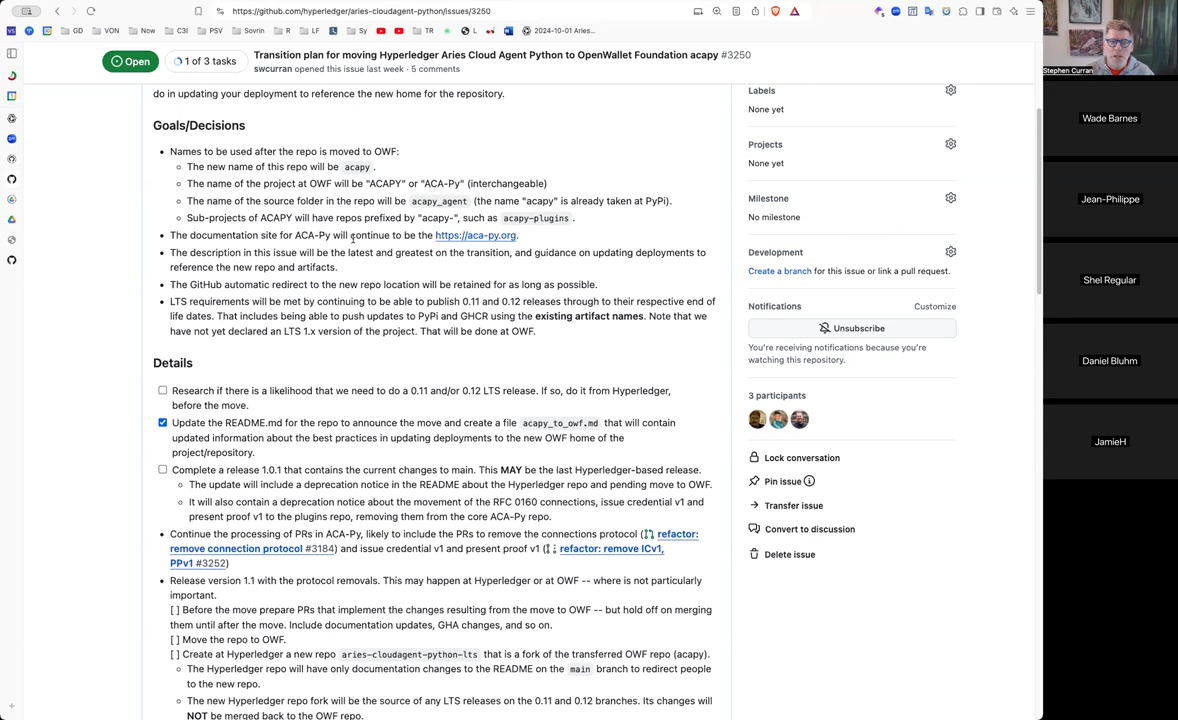 https://github.com/hyperledger/aries-cloudagent-python/issues/3250
VS
GD
VON
Now
C3I
PSV
Sovrin
R
LF
Sy
TR
L
2024-10-01 Aries...
Open
1 of 3 tasks
Transition plan for moving Hyperledger Aries Cloud Agent Python to OpenWallet Foundation acapy #3250
swcurran opened this issue last week · 5 comments
do in updating your deployment to reference the new home for the repository.
Goals/Decisions
• Names to be used after the repo is moved to OWF:
The new name of this repo will be acapy .
The name of the project at OWF will be "ACAPY" or "ACA-Py" (interchangeable)
The name of the source folder in the repo will be acapy_agent (the name "acapy" is already taken at PyPi).
Sub-projects of ACAPY will have repos prefixed by "acapy-", such as acapy-plugins .
• The documentation site for ACA-Py will continue to be the https://aca-py.org.
• The description in this issue will be the latest and greatest on the transition, and guidance on updating deployments to
reference the new repo and artifacts.
• The GitHub automatic redirect to the new repo location will be retained for as long as possible.
• LTS requirements will be met by continuing to be able to publish 0.11 and 0.12 releases through to their respective end of
life dates. That includes being able to push updates to PyPi and GHCR using the existing artifact names. Note that we
have not yet declared an LTS 1.x version of the project. That will be done at OWF.
Details
Research if there is a likelihood that we need to do a 0.11 and/or 0.12 LTS release. If so, do it from Hyperledger,
before the move.
Update the README.md for the repo to announce the move and create a file acapy_to_owf.md that will contain
updated information about the best practices in updating deployments to the new OWF home of the
project/repository.
Complete a release 1.0.1 that contains the current changes to main. This MAY be the last Hyperledger-based release.
The update will include a deprecation notice in the README about the Hyperledger repo and pending move to OWF.
It will also contain a deprecation notice about the movement of the RFC 0160 connections, issue credential v1 and
present proof v1 to the plugins repo, removing them from the core ACA-Py repo.
• Continue the processing of PRs in ACA-Py, likely to include the PRs to remove the connections protocol ( refactor:
remove connection protocol #3184) and issue credential v1 and present proof v1 ( refactor: remove ICv1,
PPv1 #3252)
• Release version 1.1 with the protocol removals. This may happen at Hyperledger or at OWF -- where is not particularly
important.
[ ] Before the move prepare PRs that implement the changes resulting from the move to OWF -- but hold off on merging
them until after the move. Include documentation updates, GHA changes, and so on.
[ ] Move the repo to OWF.
[ ] Create at Hyperledger a new repo aries-cloudagent-python-lts that is a fork of the transferred OWF repo (acapy).
The Hyperledger repo will have only documentation changes to the README on the main branch to redirect people
to the new repo.
The new Hyperledger repo fork will be the source of any LTS releases on the 0.11 and 0.12 branches. Its changes will
NOT be merged back to the OWF repo.
Labels
None yet
Projects
None yet
Milestone
No milestone
Development
Create a branch for this issue or link a pull request.
Notifications
Customize
Unsubscribe
You're receiving notifications because you're
watching this repository.
3 participants
Lock conversation
Pin issue
Transfer issue
Convert to discussion
Delete issue
Stephen Curran
Wade Barnes
Jean-Philippe
Shel Regular
Daniel Bluhm
JamieH